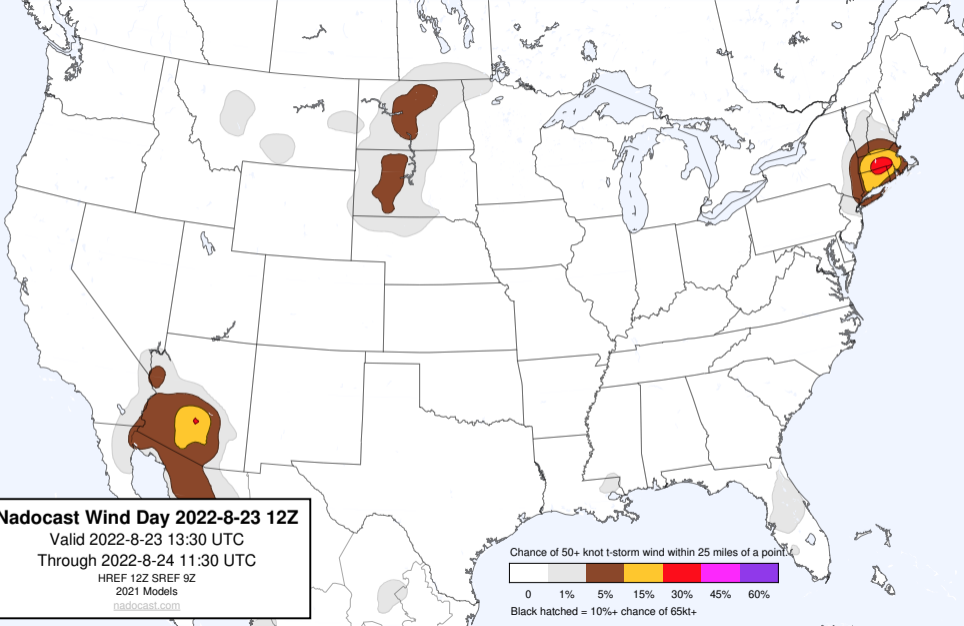 Nadocast Wind Day 2022-8-23 12Z
Valid 2022-8-23 13:30 UTC
Through 2022-8-24 11:30 UTC
HREF 12Z SREF 9Z
2021 Models
nadocast.com
Chance of 50+ knot t-storm wind within 25 miles of a point.
0 1% 5% 15% 30% 45% 60%
Black hatched = 10%+ chance of 65kt+